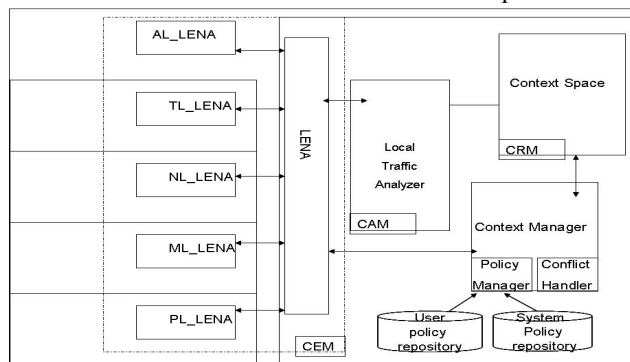 AL_LENA
TL_LENA
NL_LENA
ML_LENA
PL_LENA
LENA
CEM
Local
Traffic
Analyzer
CAM
Context Space
CRM
Context Manager
Policy
Manager
Conflict
Handler
User
policy
repository
System
Policy
repository